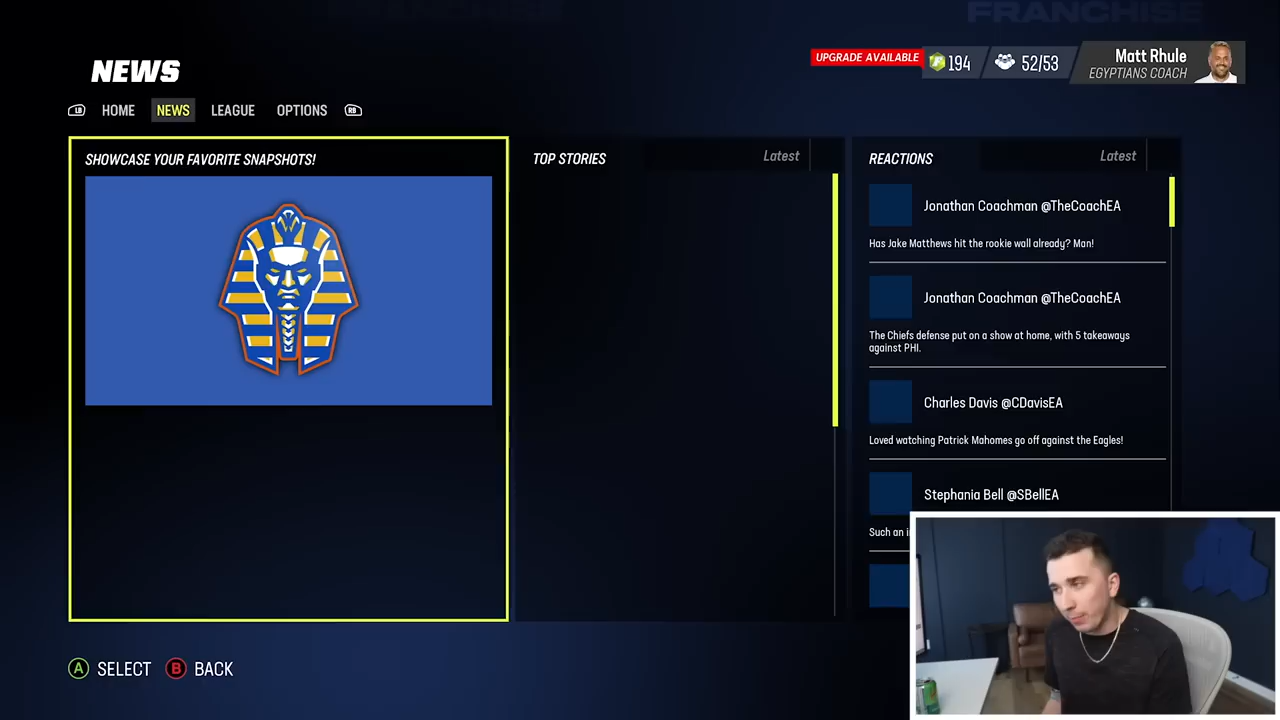 FRANCHISE
NEWS
UPGRADE AVAILABLE
194
52/53
Matt Rhule
EGYPTIANS COACH
LB
HOME
NEWS
LEAGUE
OPTIONS
RB
SHOWCASE YOUR FAVORITE SNAPSHOTS!
TOP STORIES
Latest
REACTIONS
Latest
Jonathan Coachman @TheCoachEA
Has Jake Matthews hit the rookie wall already? Man!
Jonathan Coachman @TheCoachEA
The Chiefs defense put on a show at home, with 5 takeaways
against PHI.
Charles Davis @CDavisEA
Loved watching Patrick Mahomes go off against the Eagles!
Stephania Bell @SBellEA
Such an
A SELECT
B BACK